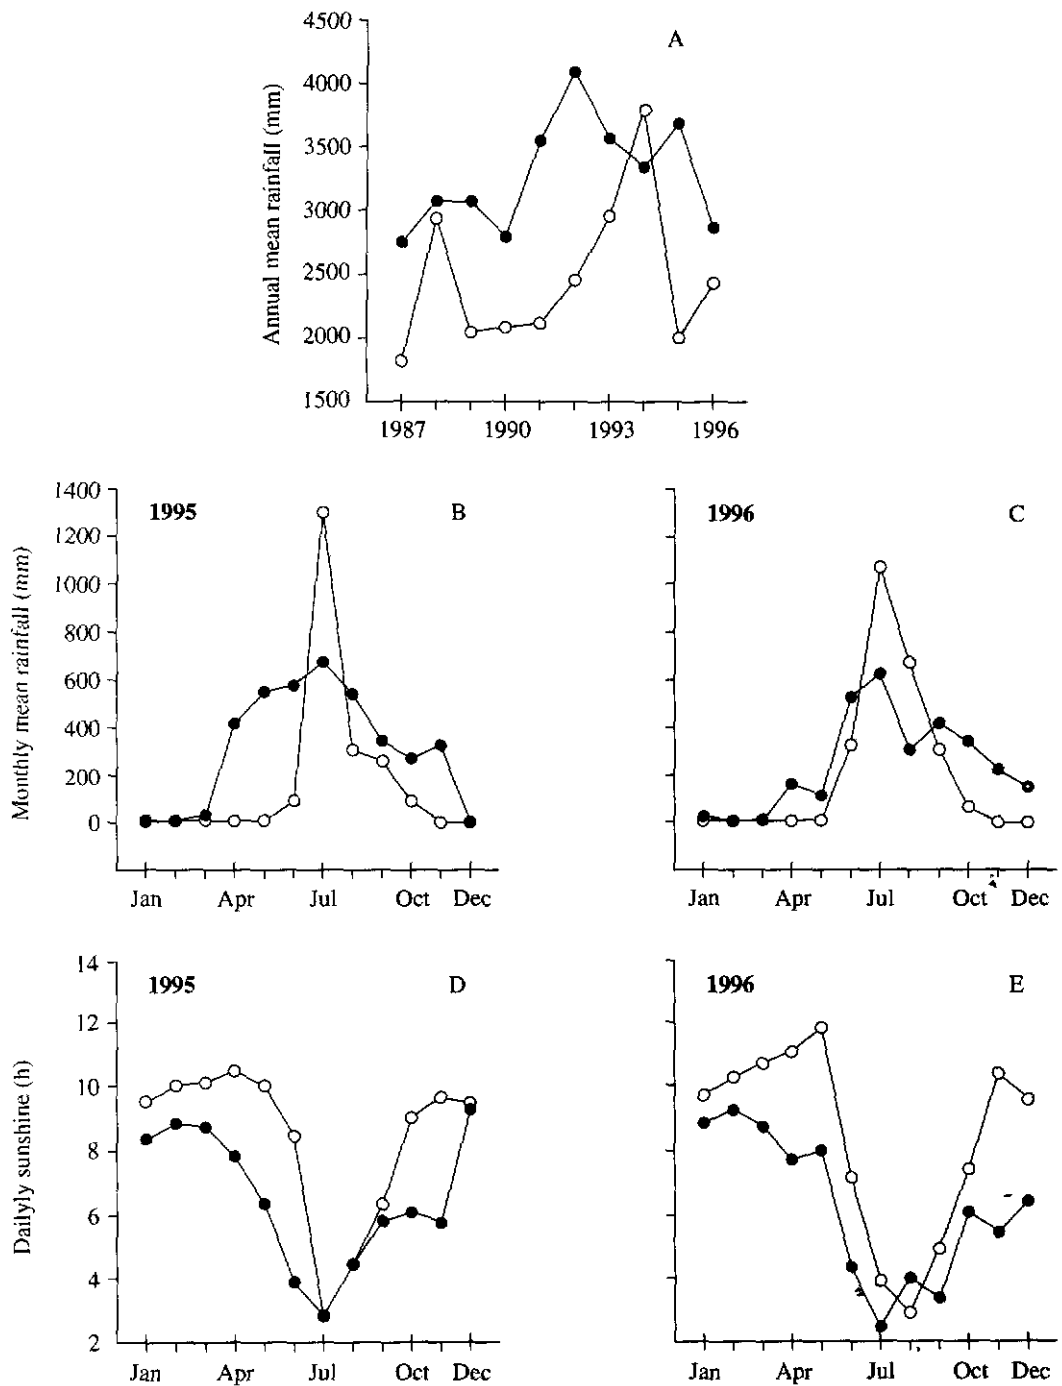 A
4500
4000
3500
3000
2500
2000
1500
Annual mean rainfall (mm)
1987 1990 1993 1996
1995 B
1400
1200
1000
800
600
400
200
0
Monthly mean rainfall (mm)
Jan Apr Jul Oct Dec
1996 C
Jan Apr Jul Oct Dec
1995 D
14
12
10
8
6
4
2
Dailyly sunshine (h)
Jan Apr Jul Oct Dec
1996 E
Jan Apr Jul Oct Dec